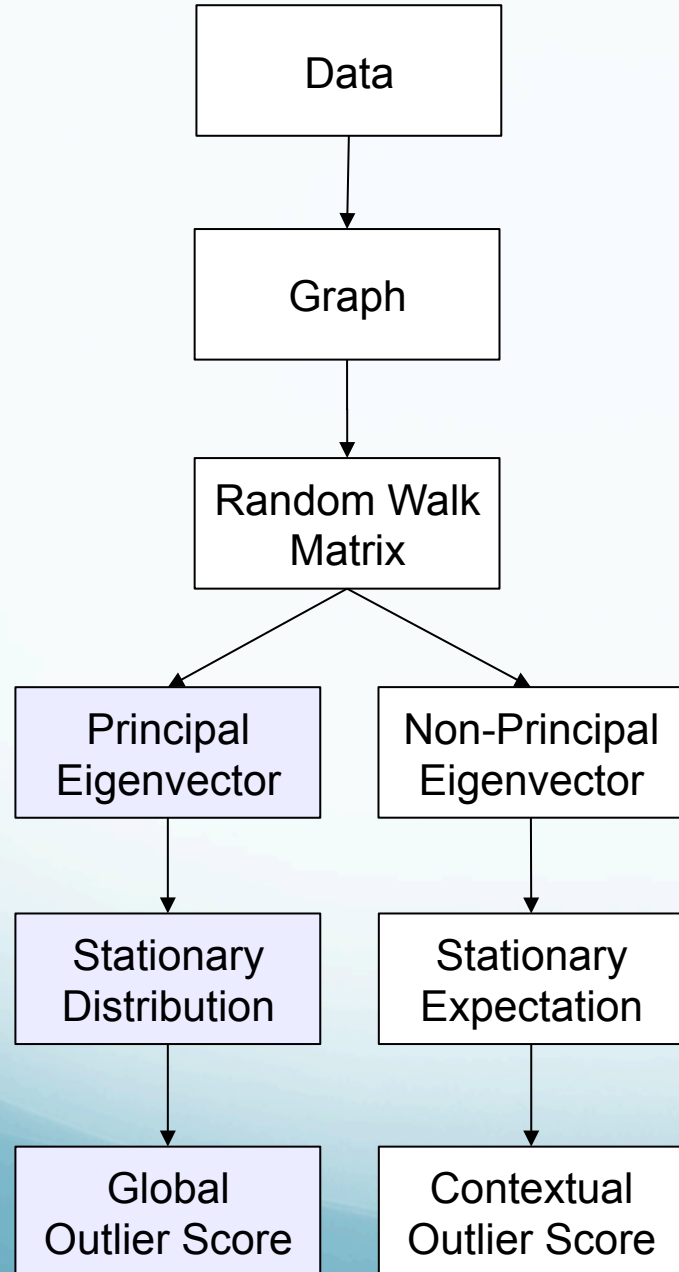 Data
Graph
Random Walk
Matrix
Principal
Eigenvector
Non-Principal
Eigenvector
Stationary
Distribution
Stationary
Expectation
Global
Outlier Score
Contextual
Outlier Score